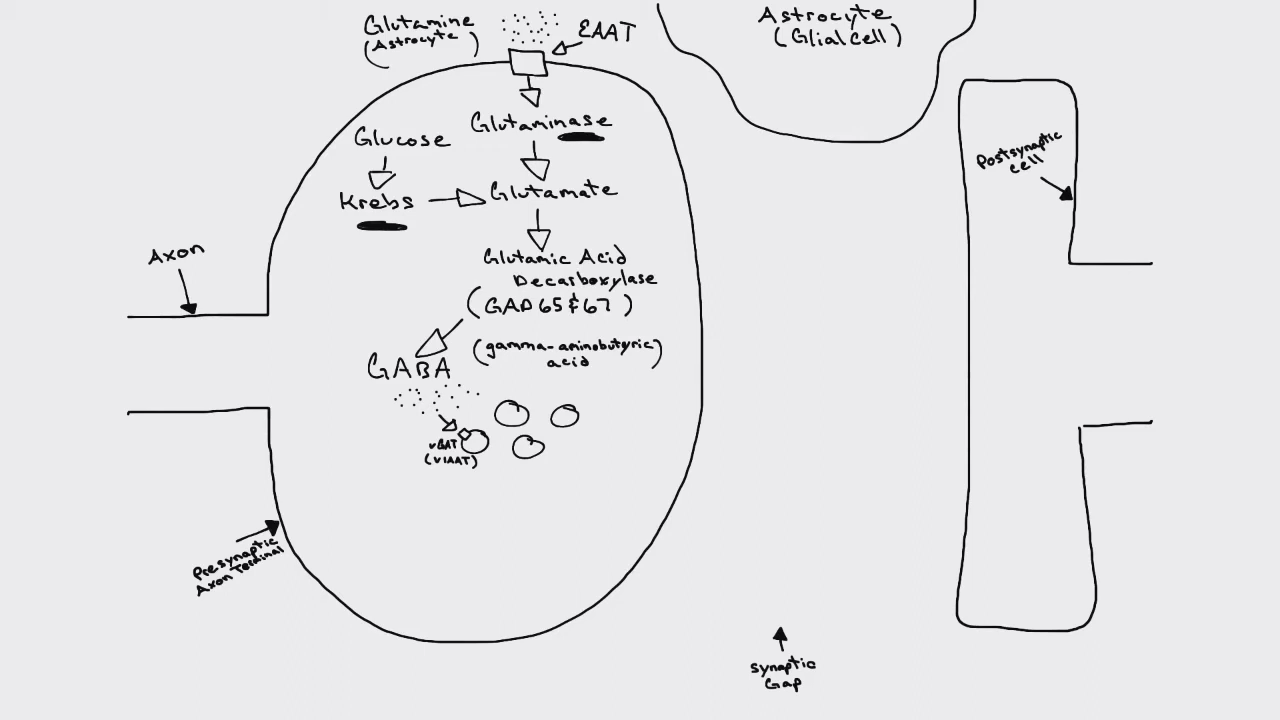 Glutamine
(Astrocyte)
EAAT
Astrocyte
(Glial Cell)
Glucose
Glutaminase
Krebs
Glutamate
Postsynaptic
cell
Axon
Glutamic Acid
Decarboxylase
(GAD 65 & 67)
GABA
(gamma-aminobutyric
acid)
vGAT
(VIAAT)
Presynaptic
Axon Terminal
Synaptic
Gap